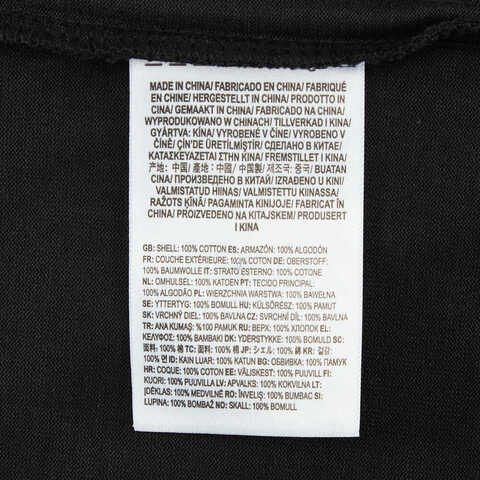 MADE IN CHINA/ FABRICADO EN CHINA/ FABRIQUÉ
EN CHINE/ HERGESTELLT IN CHINA/ PRODOTTO IN
CINA/ GEMAAKT IN CHINA/ FABRICADO NA CHINA/
WYPRODUKOWANO W CHINACH/ TILLVERKAD I KINA/
GYÁRTVA: KÍNA/ VYROBENÉ V ČÍNE/ VYROBENO V
ČÍNĚ/ ÇİN'DE ÜRETİLMİŞTİR/ СДЕЛАНО В КИТАЕ/
ΚΑΤΑΣΚΕΥΑΖΕΤΑΙ ΣΤΗΝ ΚΙΝΑ/ FREMSTILLET I KINA/
产地: 中国/ 產地: 中國/ 中国製/ 제조국: 중국/ BUATAN
CINA/ ПРОИЗВЕДЕНО В КИТАЙ/ IZRAĐENO U KINI/
VALMISTATUD HIINAS/ VALMISTETTU KIINASSA/
RAŽOTS ĶĪNĀ/ PAGAMINTA KINIJOJE/ FABRICAT ÎN
CHINA/ PROIZVEDENO NA KITAJSKEM/ PRODUSERT
I KINA
GB: SHELL: 100% COTTON ES: ARMAZÓN: 100% ALGODÓN
FR: COUCHE EXTÉRIEURE: 100% COTON DE: OBERSTOFF:
100% BAUMWOLLE IT: STRATO ESTERNO: 100% COTONE
NL: OMHULSEL: 100% KATOEN PT: TECIDO PRINCIPAL:
100% ALGODÃO PL: WIERZCHNIA WARSTWA: 100% BAWEŁNA
SE: YTTERTYG: 100% BOMULL HU: KÜLSŐRÉSZ: 100% PAMUT
SK: VRCHNÝ DIEL: 100% BAVLNA CZ: SVRCHNÍ DÍL: 100% BAVLNA
TR: ANA KUMAŞ: %100 PAMUK RU: ВЕРХ: 100% ХЛОПОК EL:
ΚΕΛΥΦΟΣ: 100% ΒΑΜΒΑΚΙ DK: YDERSTYKKE: 100% BOMULD SC:
面料: 100% 棉 TC: 面料: 100% 棉 JP: シェル: 100% 綿 KR: 겉감:
100% 면 ID: KAIN LUAR: 100% KATUN BG: ОБВИВКА: 100% ПАМУК
HR: COQUE: 100% COTON EE: VÄLISKEST: 100% PUUVILL FI:
KUORI: 100% PUUVILLA LV: APVALKS: 100% KOKVILNA LT:
ĮDĖKLAS: 100% MEDVILNĖ RO: ÎNVELIŞ: 100% BUMBAC SI:
LUPINA: 100% BOMBAŽ NO: SKALL: 100% BOMULL